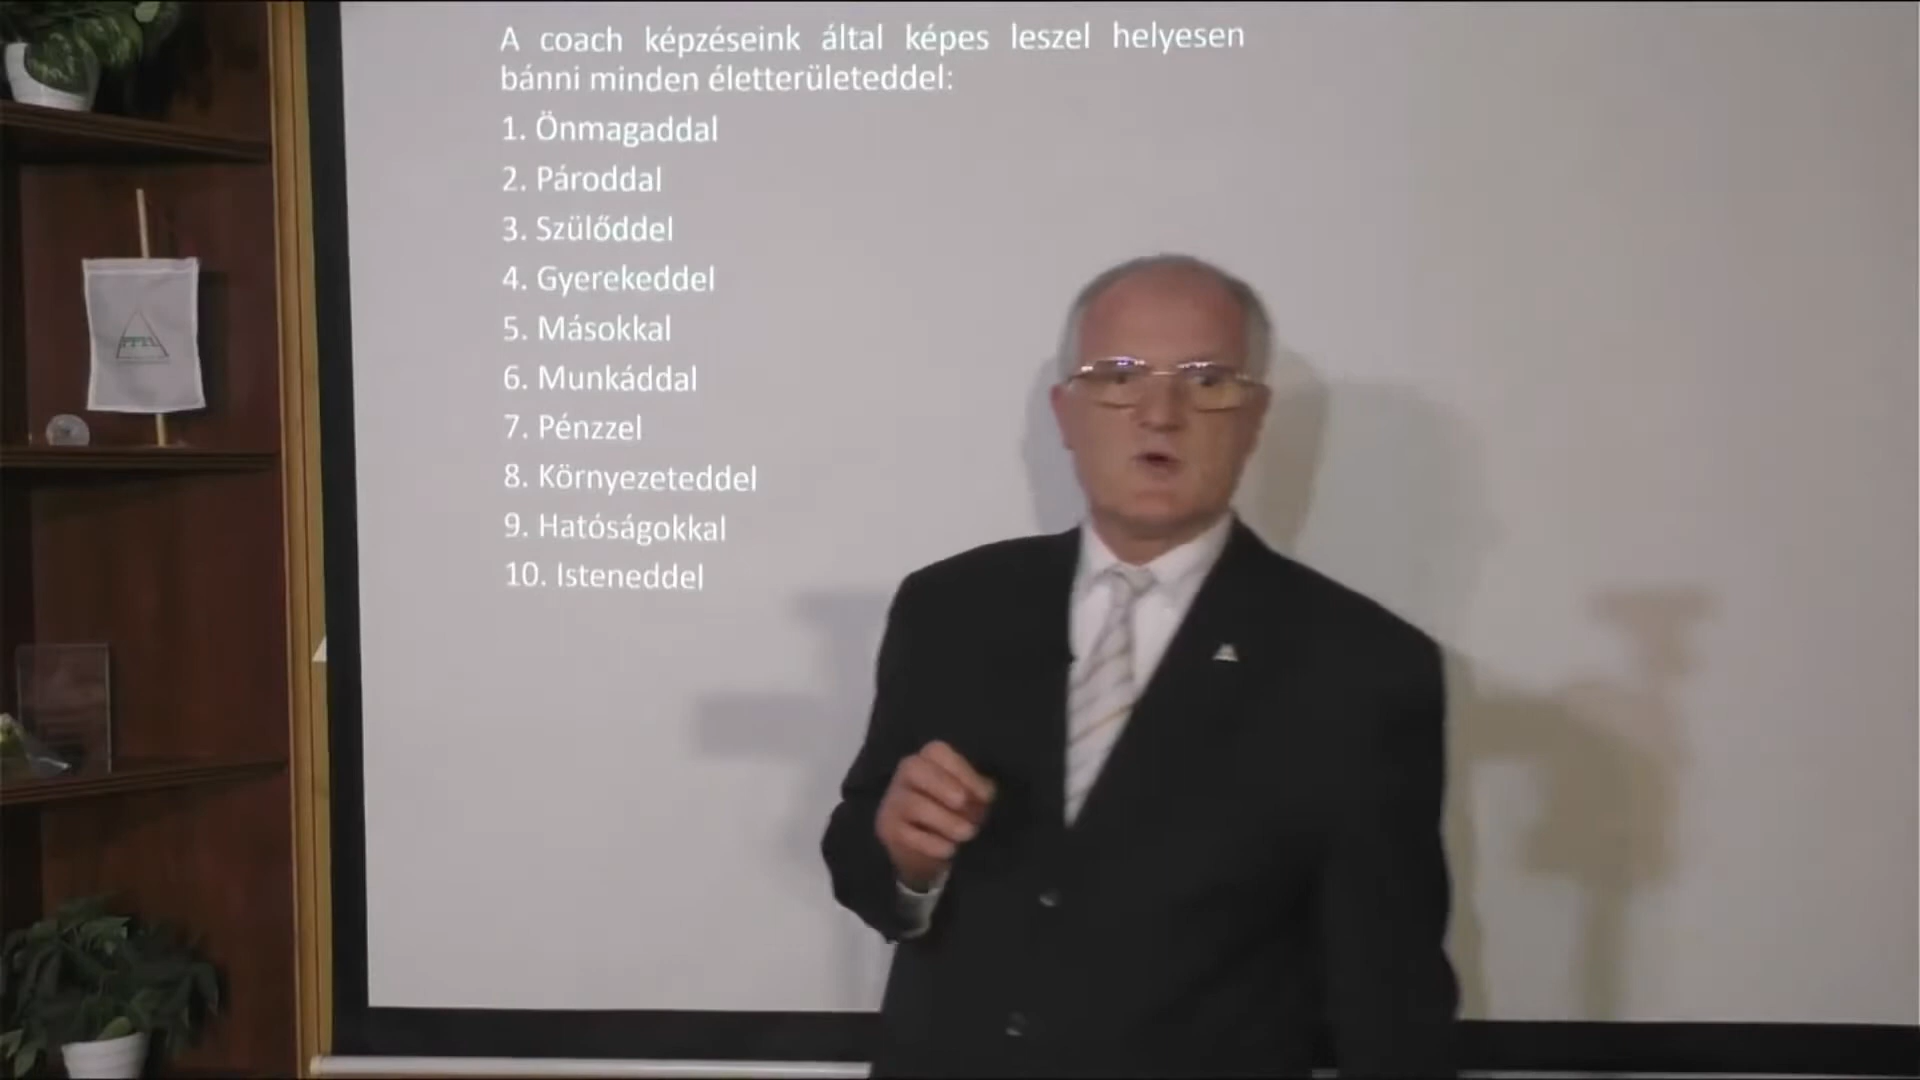 A coach képzéseink által képes leszel helyesen
bánni minden életterületeddel:
1. Önmagaddal
2. Pároddal
3. Szülőddel
4. Gyerekeddel
5. Másokkal
6. Munkáddal
7. Pénzzel
8. Környezeteddel
9. Hatóságokkal
10. Isteneddel